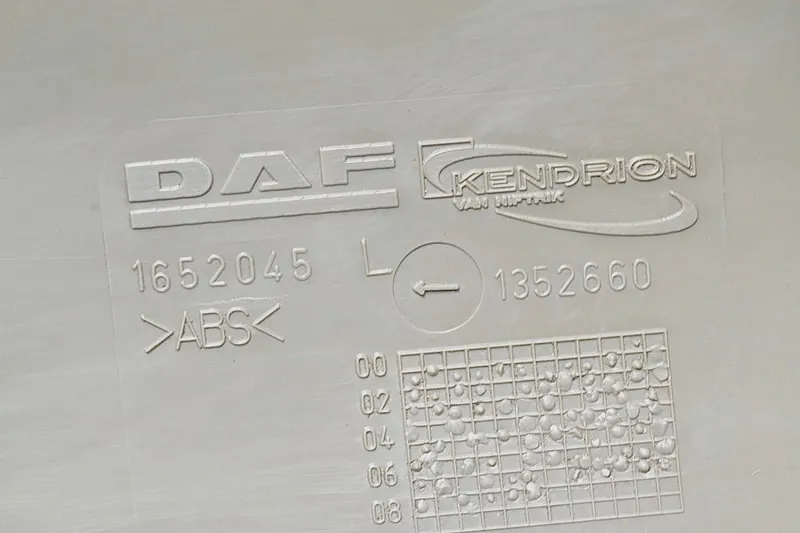 DAF KENDRION
VAN NIFTRIK
1652045 L 1352660
>ABS<
00
02
04
06
08